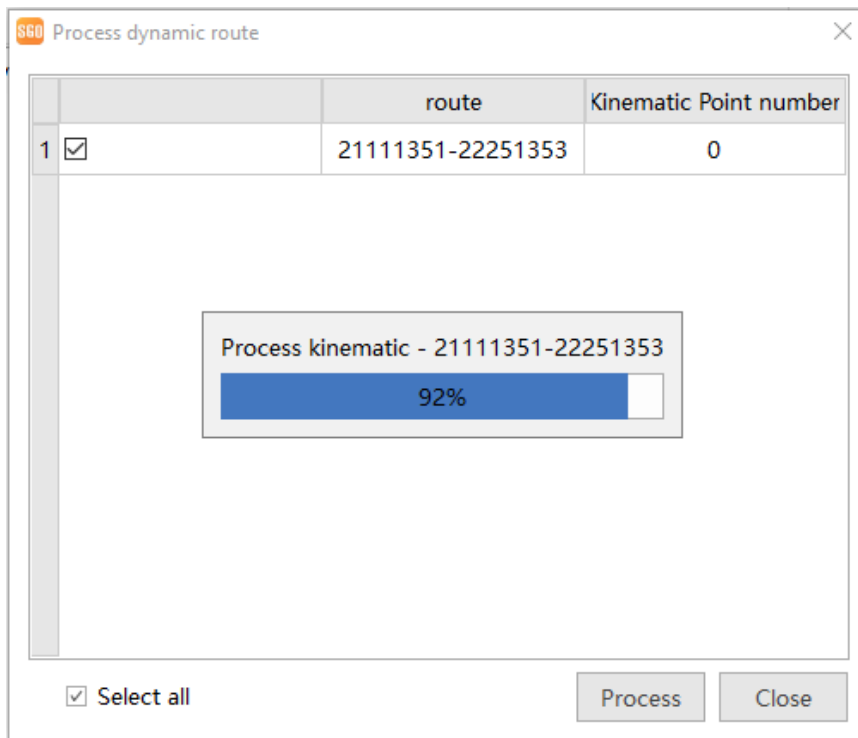 SGO Process dynamic route
route Kinematic Point number
1 21111351-22251353 0
Process kinematic - 21111351-22251353
92%
Select all Process Close